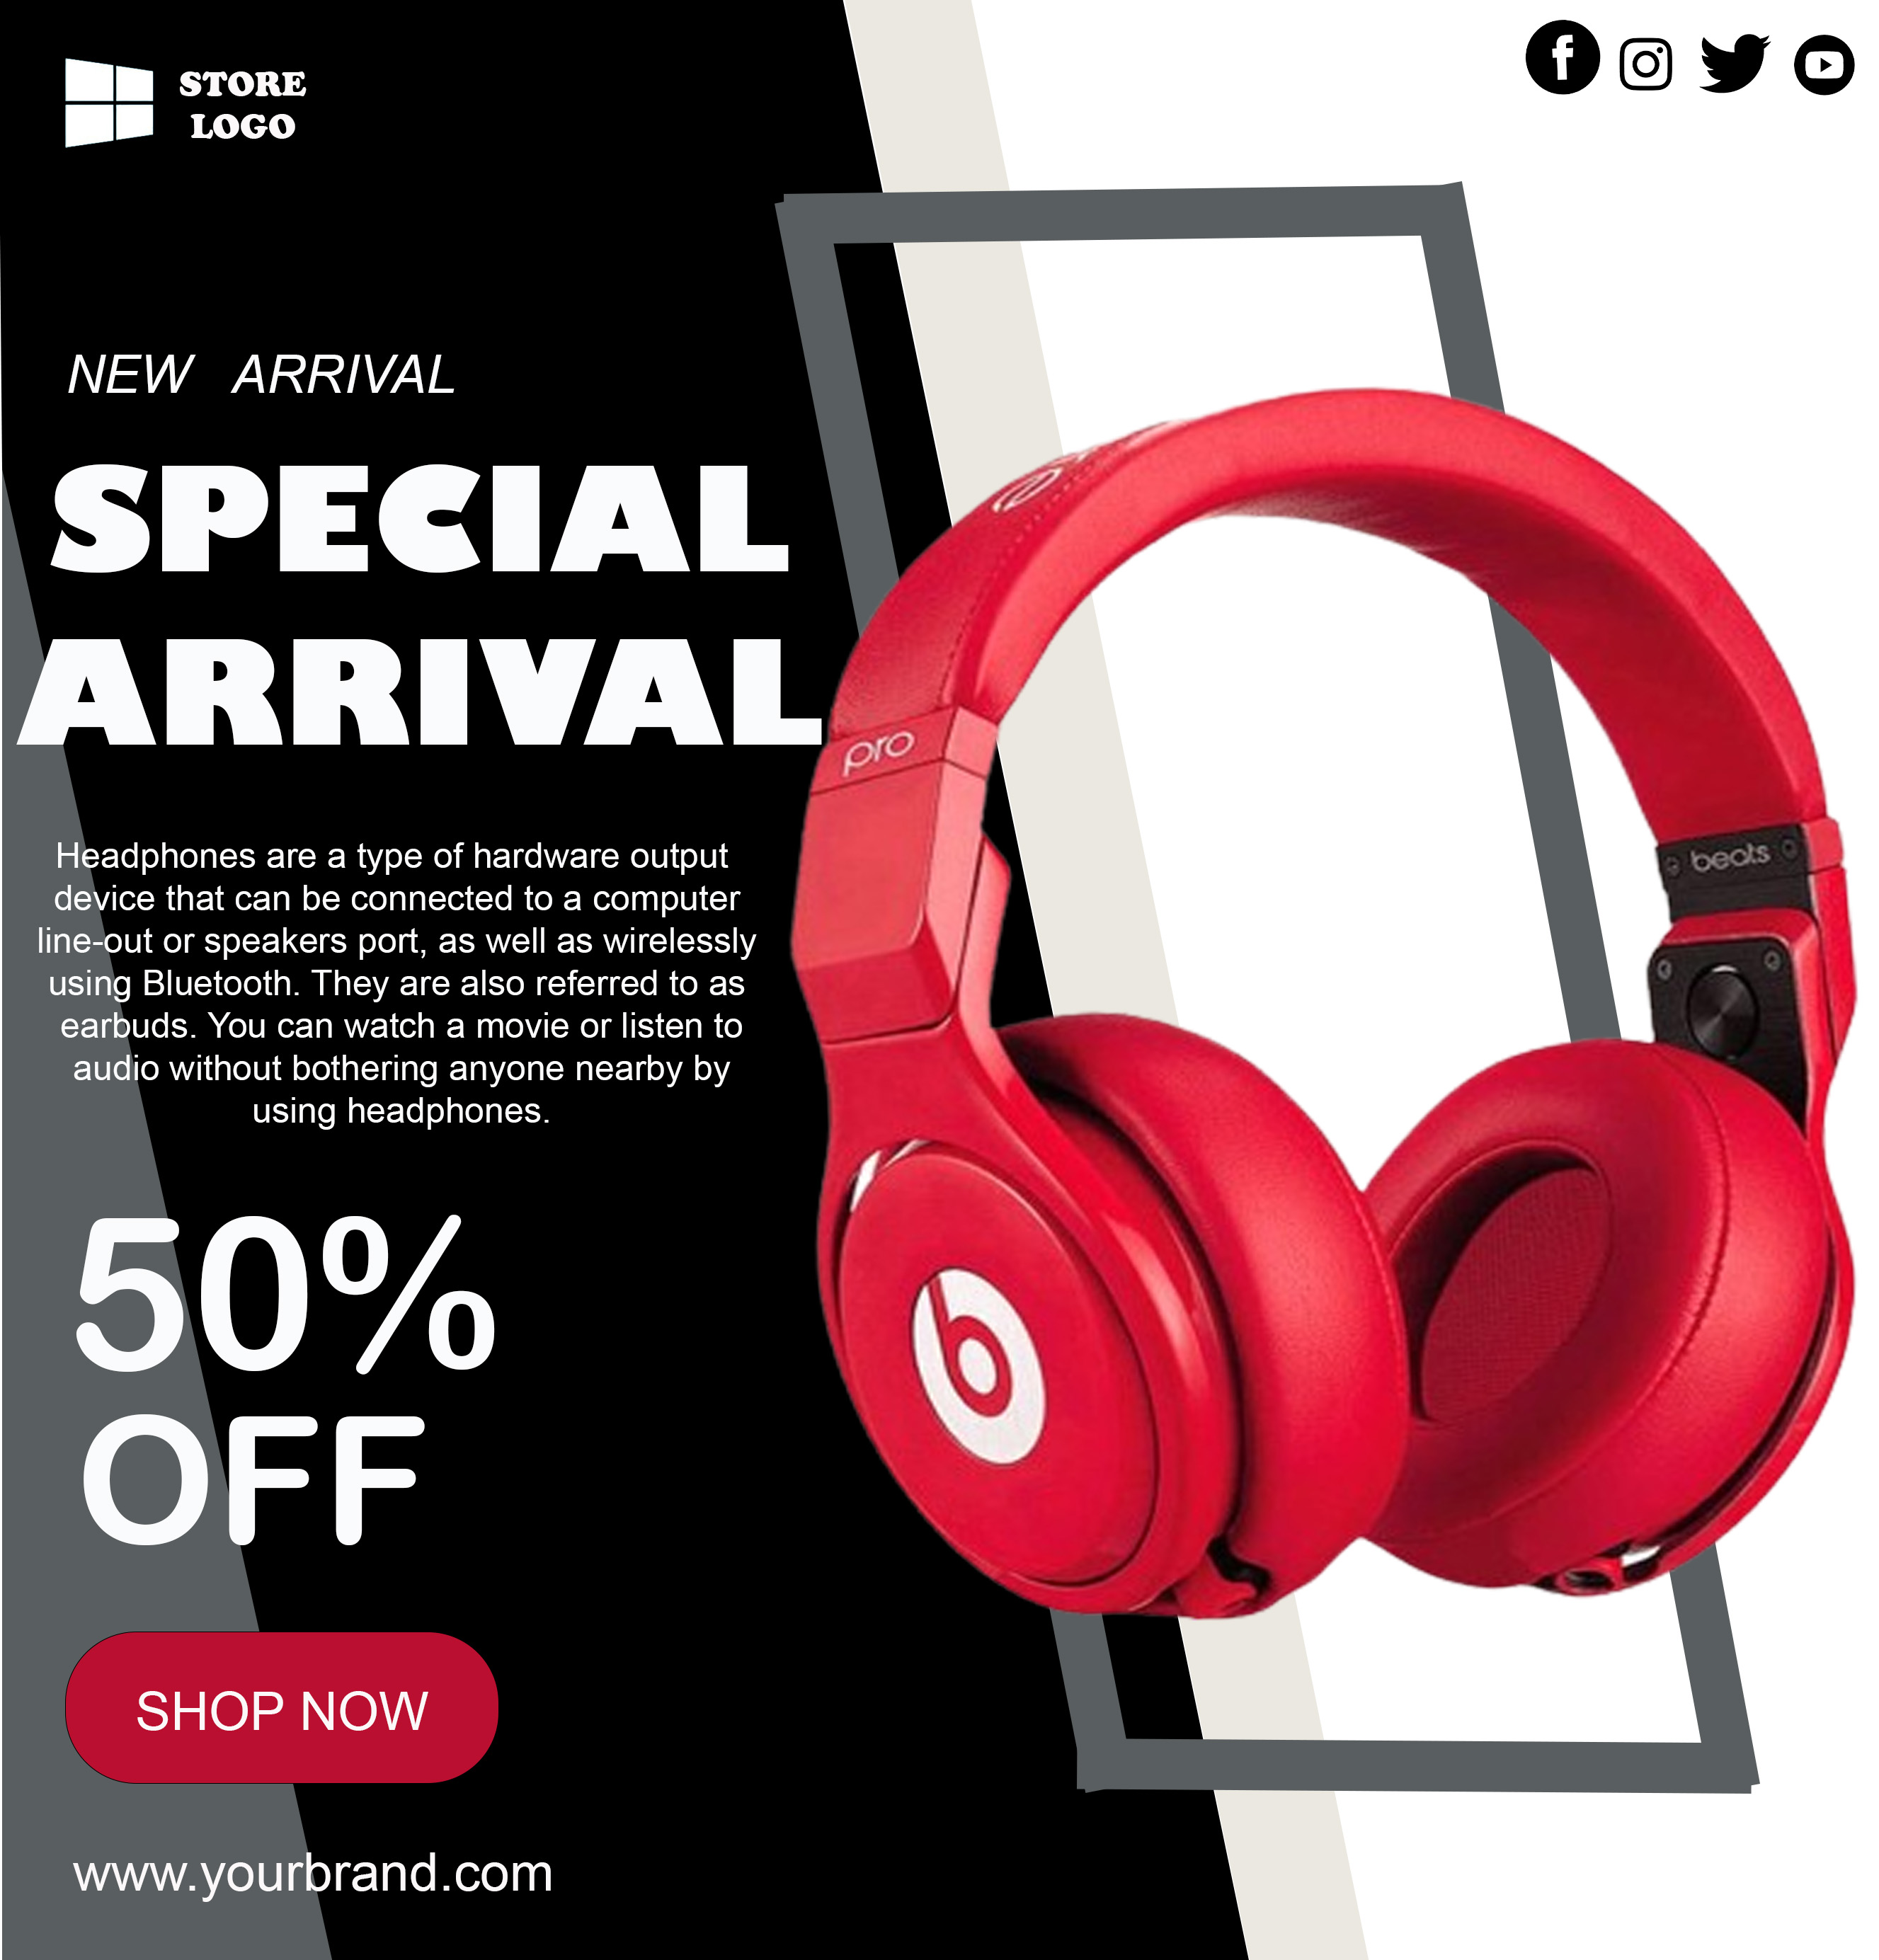 STORE
LOGO
NEW ARRIVAL
SPECIAL
ARRIVAL
pro
beats
Headphones are a type of hardware output
device that can be connected to a computer
line-out or speakers port, as well as wirelessly
using Bluetooth. They are also referred to as
earbuds. You can watch a movie or listen to
audio without bothering anyone nearby by
using headphones.
50%
OFF
b
SHOP NOW
www.yourbrand.com